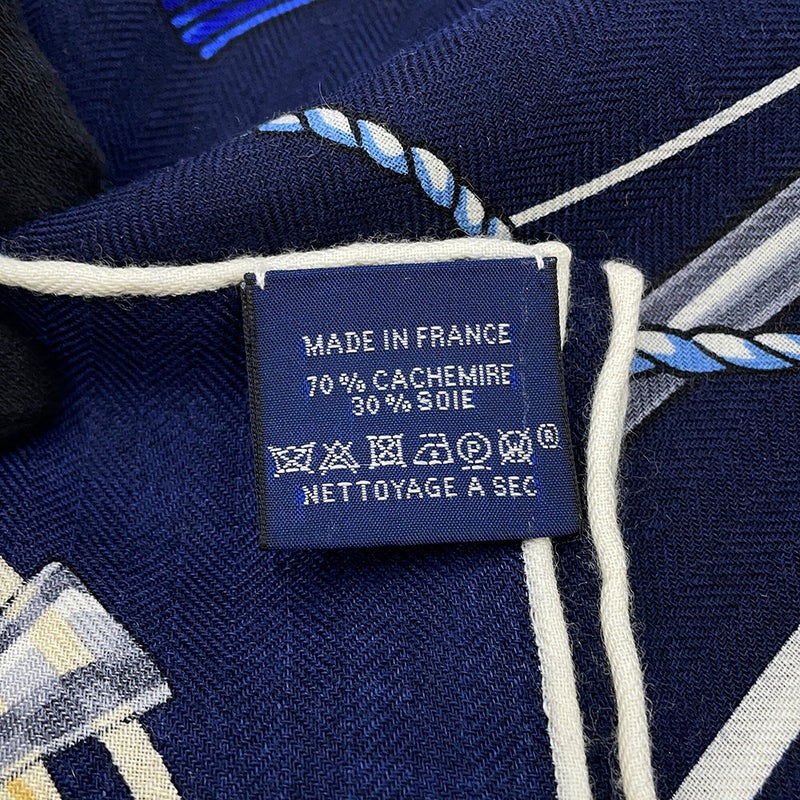 MADE IN FRANCE
70 % CACHEMIRE
30 % SOIE
P ®
NETTOYAGE A SEC